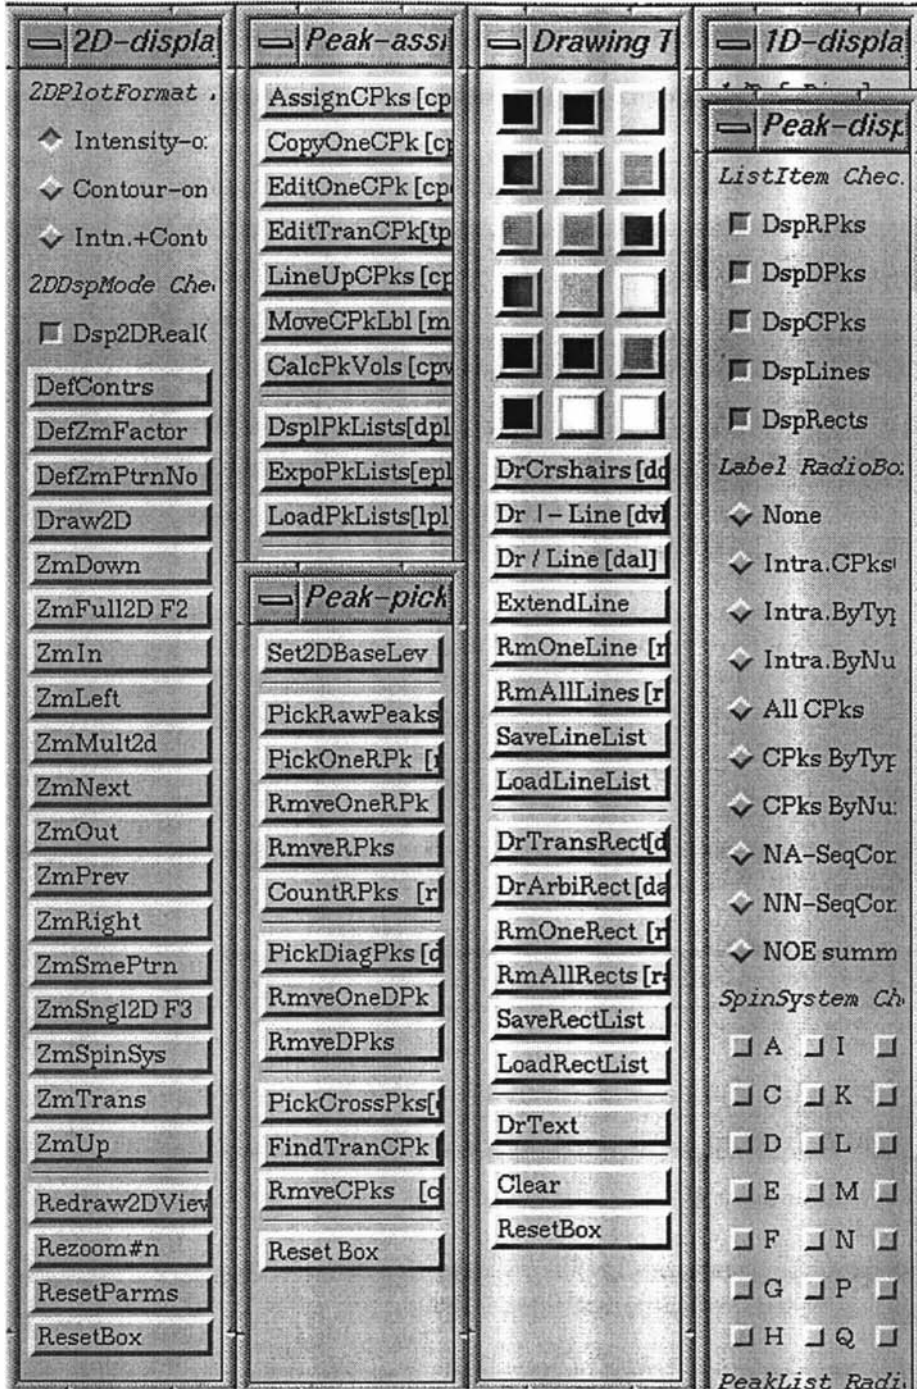 2D-displa
2DPlotFormat
Intensity-o
Contour-on
Intn.+Cont
2DDspMode Che
Dsp2DReal(
DefContrs
DefZmFactor
DefZmPtrnNo
Draw2D
ZmDown
ZmFull2D F2
ZmIn
ZmLeft
ZmMult2d
ZmNext
ZmOut
ZmPrev
ZmRight
ZmSmePtrn
ZmSngl2D F3
ZmSpinSys
ZmTrans
ZmUp
Redraw2DView
Rezoom#n
ResetParms
ResetBox
Peak-assi
AssignCPks [cp
CopyOneCPk [cp
EditOneCPk [cp
EditTranCPk[tp
LineUpCPks [cp
MoveCPkLbl [m
CalcPkVols [cpv
DsplPkLists[dpl
ExpoPkLists[epl
LoadPkLists[lpl]
Peak-pick
Set2DBaseLev
PickRawPeaks
PickOneRPk [r
RmveOneRPk
RmveRPks
CountRPks [r
PickDiagPks [d
RmveOneDPk
RmveDPks
PickCrossPks[
FindTranCPk [
RmveCPks [c
Reset Box
Drawing T
DrCrshairs [dc
Dr |- Line [dvl
Dr / Line [dal]
ExtendLine
RmOneLine [r
RmAllLines [r
SaveLineList
LoadLineList
DrTransRect[d
DrArbiRect [da
RmOneRect [r
RmAllRects [ra
SaveRectList
LoadRectList
DrText
Clear
ResetBox
1D-displa
Peak-disp
ListItem Chec
DspRPks
DspDPks
DspCPks
DspLines
DspRects
Label RadioBo
None
Intra.CPks
Intra.ByTyp
Intra.ByNu
All CPks
CPks ByTyp
CPks ByNu
NA-SeqCor
NN-SeqCor
NOE summ
SpinSystem Ch
A I
C K
D L
E M
F N
G P
H Q
PeakList Radi